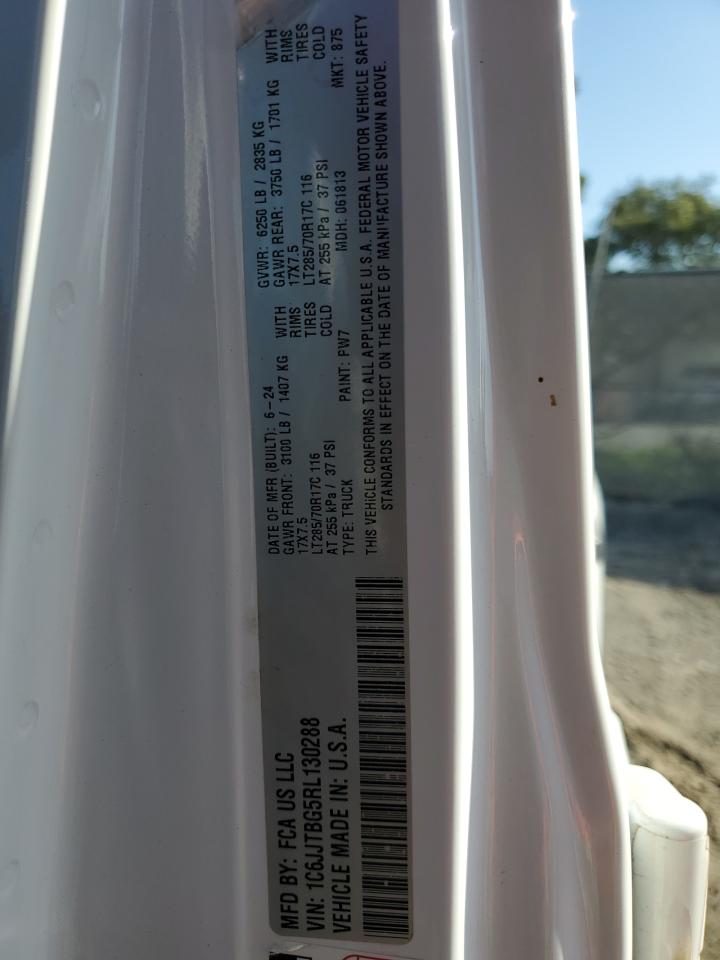 MFD BY: FCA US LLC
VIN: 1C6JJTBG5RL130288
VEHICLE MADE IN: U.S.A.
DATE OF MFR (BUILT): 6-24
GVWR: 6250 LB / 2835 KG
GAWR FRONT: 3100 LB / 1407 KG WITH
GAWR REAR: 3750 LB / 1701 KG WITH
17X7.5 RIMS
17X7.5 RIMS
LT285/70R17C 116 TIRES
LT285/70R17C 116 TIRES
AT 255 kPa / 37 PSI COLD
AT 255 kPa / 37 PSI COLD
TYPE: TRUCK PAINT: PW7 MDH: 061813 MKT: 875
THIS VEHICLE CONFORMS TO ALL APPLICABLE U.S.A. FEDERAL MOTOR VEHICLE SAFETY
STANDARDS IN EFFECT ON THE DATE OF MANUFACTURE SHOWN ABOVE.